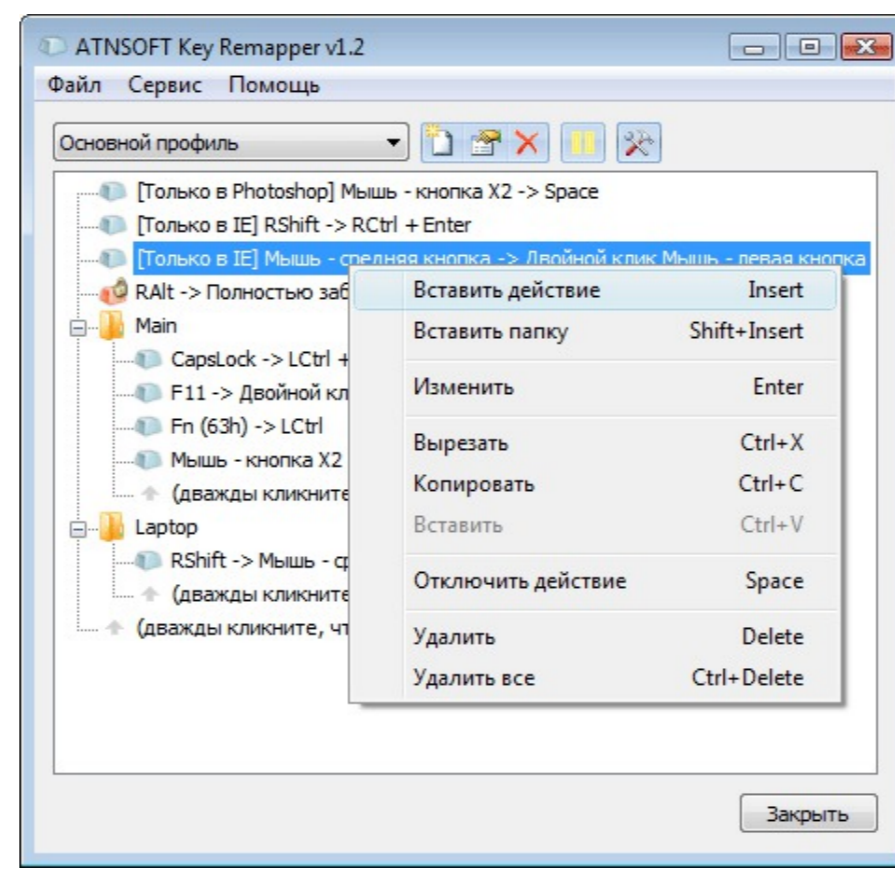 ATNSOFT Key Remapper v1.2
Файл Сервис Помощь
Основной профиль
[Только в Photoshop] Мышь - кнопка X2 -> Space
[Только в IE] RShift -> RCtrl + Enter
[Только в IE] Мышь - средняя кнопка -> Двойной клик Мышь - левая кнопка
RAlt -> Полностью
Main
CapsLock -> LCtrl +
F11 -> Двойной
Fn (63h) -> LCtrl
Мышь - кнопка X2
(дважды кликните
Laptop
RShift -> Мышь -
(дважды кликните
(дважды кликните,
Вставить действие Insert
Вставить папку Shift+Insert
Изменить Enter
Вырезать Ctrl+X
Копировать Ctrl+C
Вставить Ctrl+V
Отключить действие Space
Удалить Delete
Удалить все Ctrl+Delete
Закрыть